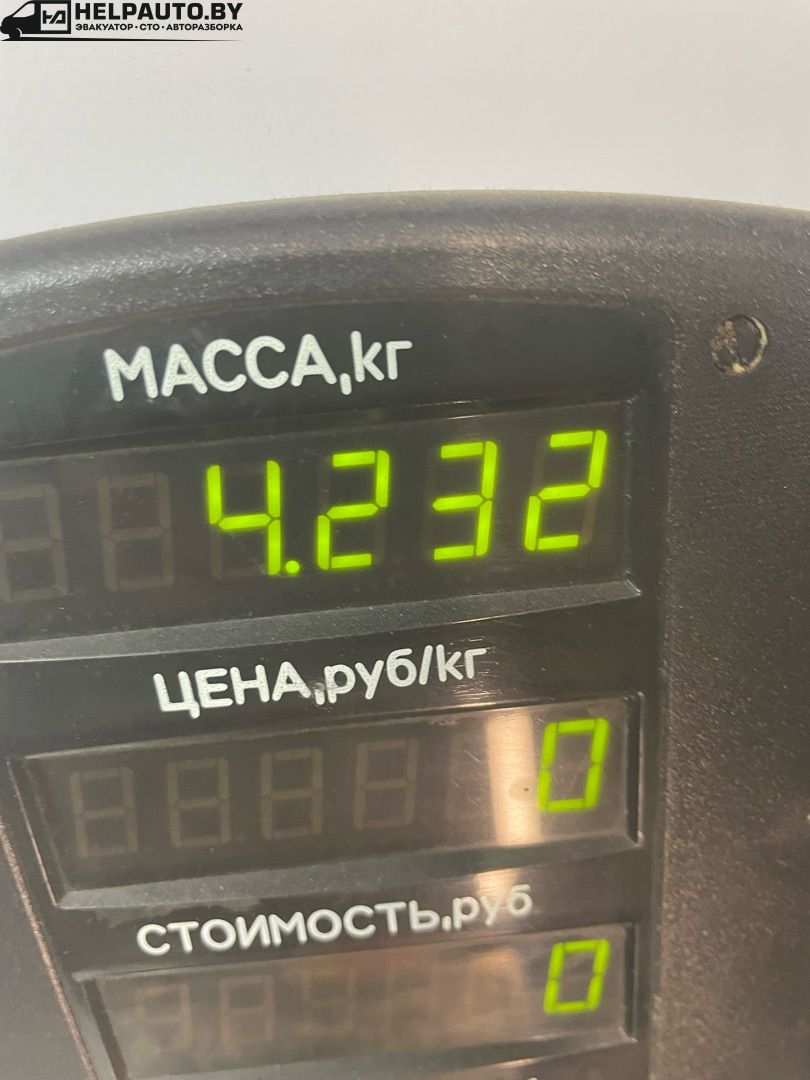 HELPAUTO.BY
ЭВАКУАТОР · СТО · АВТОРАЗБОРКА
МАССА,кг
4.232
ЦЕНА,руб/кг
0
СТОИМОСТЬ,руб
0